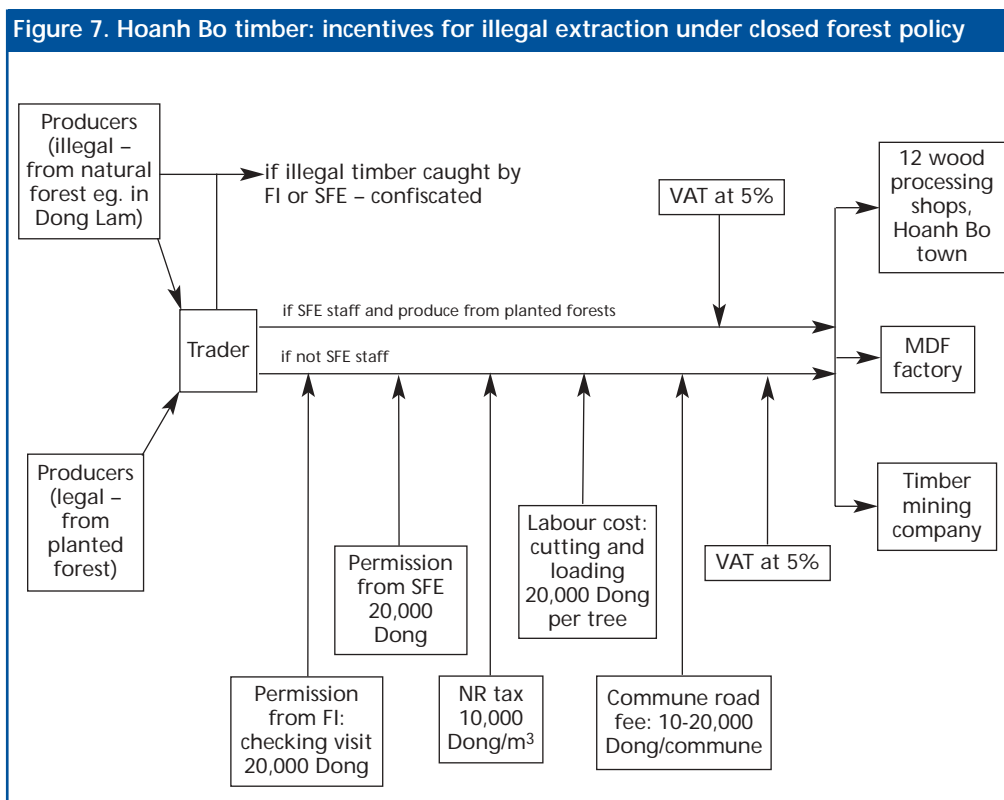 Figure 7. Hoanh Bo timber: incentives for illegal extraction under closed forest policy
Producers
(illegal –
from natural
forest eg. in
Dong Lam)
if illegal timber caught by
FI or SFE – confiscated
VAT at 5%
12 wood
processing
shops,
Hoanh Bo
town
if SFE staff and produce from planted forests
Trader
if not SFE staff
MDF
factory
Producers
(legal –
from
planted
forest)
Timber
mining
company
Permission
from FI:
checking visit
20,000 Dong
Permission
from SFE
20,000
Dong
NR tax
10,000
Dong/m³
Labour cost:
cutting and
loading
20,000 Dong
per tree
Commune road
fee: 10-20,000
Dong/commune
VAT at 5%